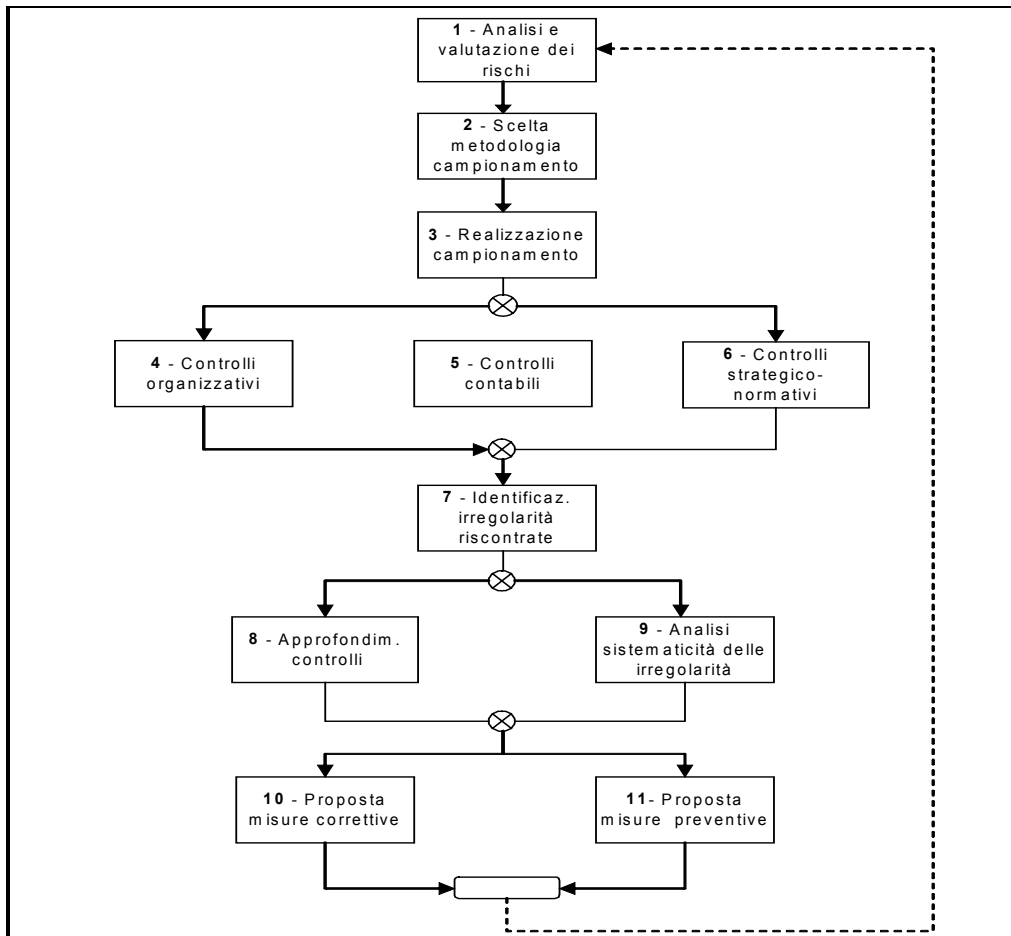 1 - Analisi e
valutazione dei
rischi
2 - Scelta
metodologia
campionamento
3 - Realizzazione
campionamento
4 - Controlli
organizzativi
5 - Controlli
contabili
6 - Controlli
strategico-
normativi
7 - Identificaz.
irregolarità
riscontrate
8 - Approfondim.
controlli
9 - Analisi
sistematicità delle
irregolarità
10 - Proposta
misure correttive
11- Proposta
misure preventive